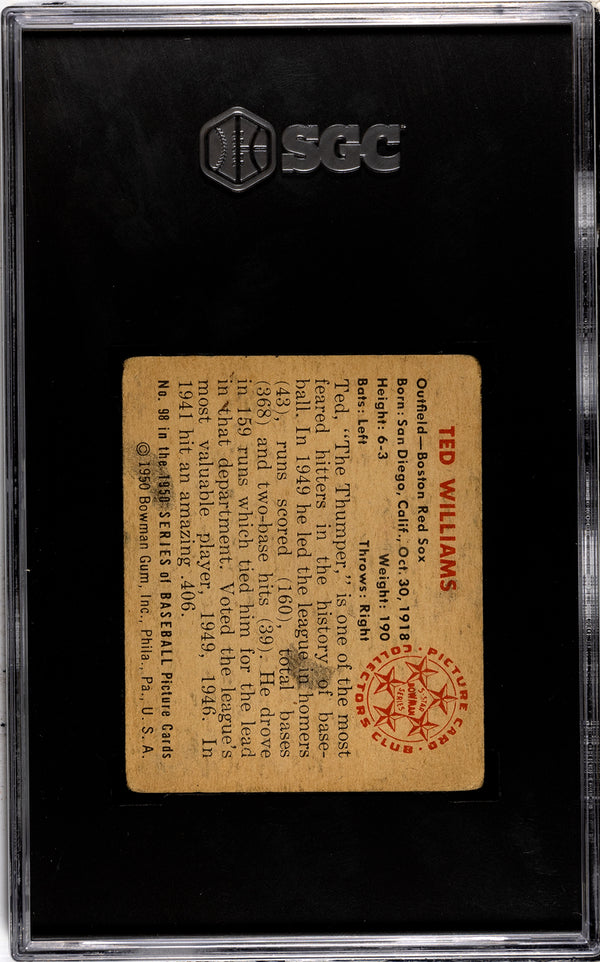 SGC
TED WILLIAMS
Outfield—Boston Red Sox
Born: San Diego, Calif., Oct. 30, 1918
Height: 6-3 Weight: 190
Bats: Left Throws: Right
PICTURE CARD
COLLECTORS CLUB
5-STAR
BOWMAN
SERIES
Ted, "The Thumper," is one of the most
feared hitters in the history of base-
ball. In 1949 he led the league in homers
(43), runs scored (160), total bases
(368) and two-base hits (39). He drove
in 159 runs which tied him for the lead
in that department. Voted the league's
most valuable player, 1949, 1946. In
1941 hit an amazing .406.
No. 98 in the 1950 SERIES of BASEBALL Picture Cards
© 1950 Bowman Gum, Inc., Phila., Pa., U. S. A.